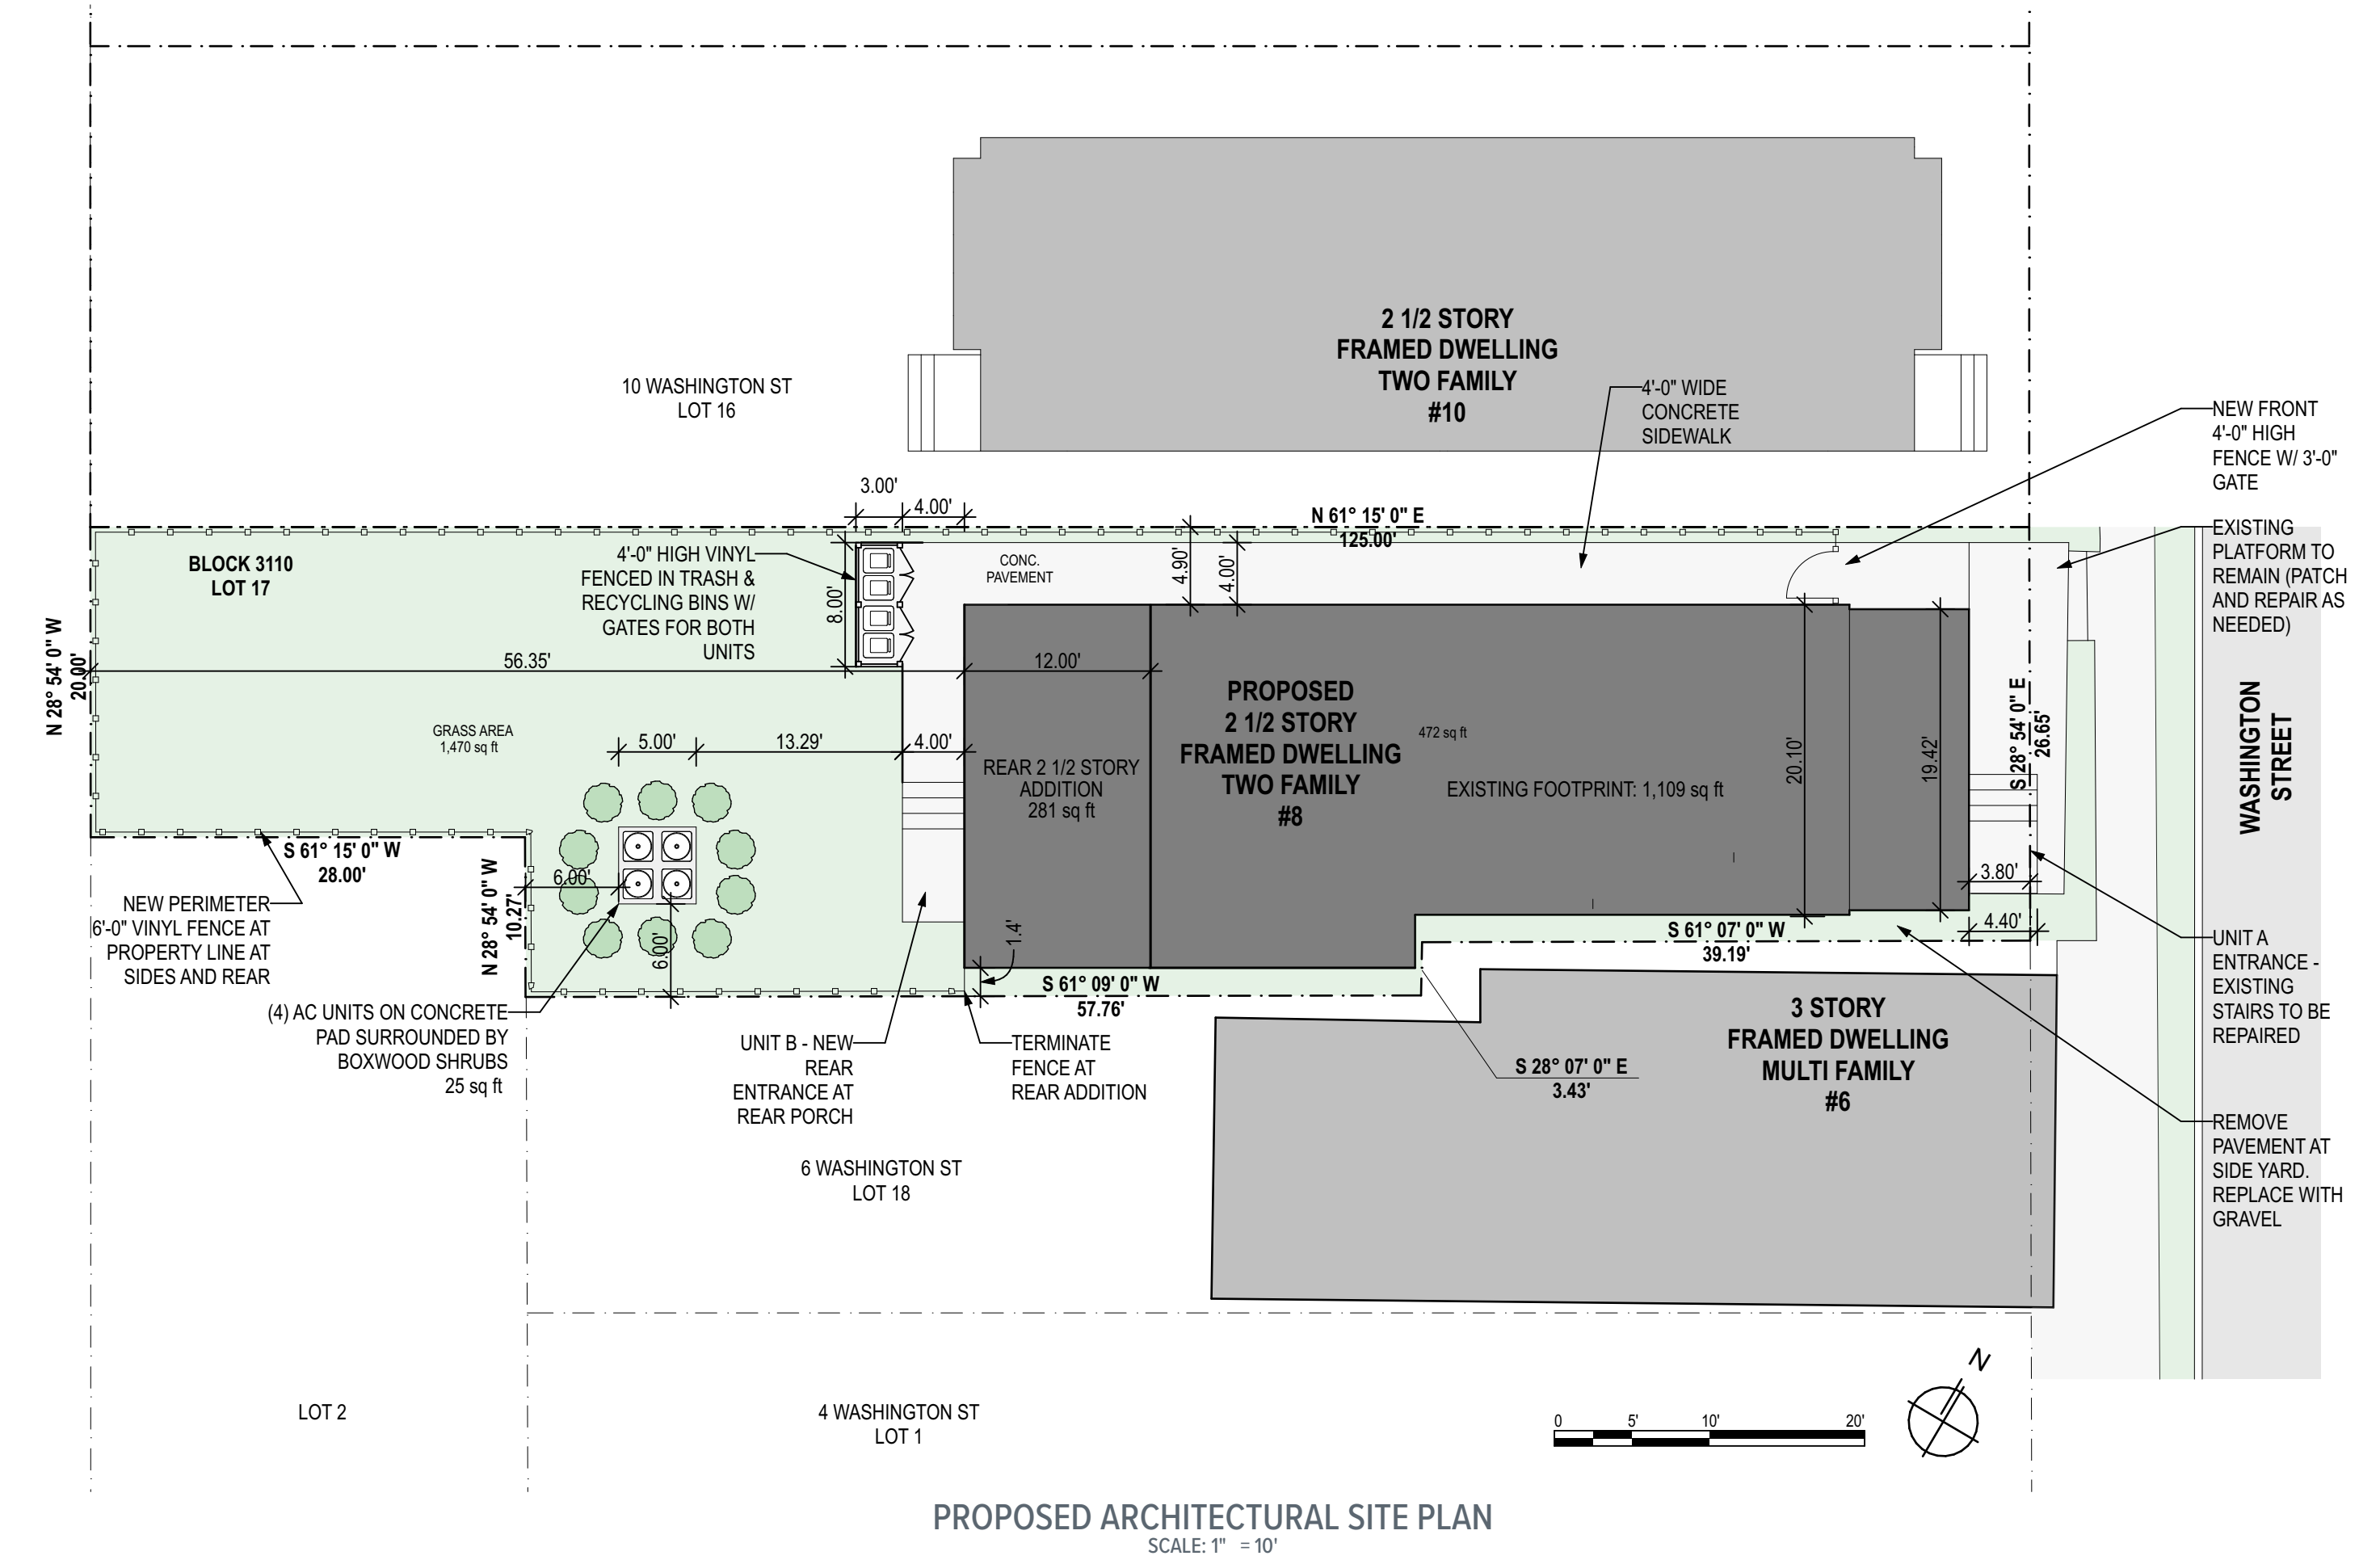 2 1/2 STORY
FRAMED DWELLING
TWO FAMILY
#10
10 WASHINGTON ST
LOT 16
4'-0" WIDE
CONCRETE
SIDEWALK
NEW FRONT
4'-0" HIGH
FENCE W/ 3'-0"
GATE
EXISTING
PLATFORM TO
REMAIN (PATCH
AND REPAIR AS
NEEDED)
3.00'
4.00'
N 61° 15' 0" E
125.00'
BLOCK 3110
LOT 17
4'-0" HIGH VINYL
FENCED IN TRASH &
RECYCLING BINS W/
GATES FOR BOTH
UNITS
8.00'
CONC.
PAVEMENT
4.90'
4.00'
N 28° 54' 0" W
20.00'
56.35'
12.00'
GRASS AREA
1,470 sq ft
5.00'
13.29'
4.00'
REAR 2 1/2 STORY
ADDITION
281 sq ft
PROPOSED
2 1/2 STORY
FRAMED DWELLING
TWO FAMILY
#8
472 sq ft
EXISTING FOOTPRINT: 1,109 sq ft
20.10'
19.42'
S 28° 54' 0" E
26.65'
WASHINGTON
STREET
S 61° 15' 0" W
28.00'
N 28° 54' 0" W
10.27'
6.00'
6.00'
1.4'
3.80'
4.40'
NEW PERIMETER
6'-0" VINYL FENCE AT
PROPERTY LINE AT
SIDES AND REAR
S 61° 07' 0" W
39.19'
S 61° 09' 0" W
57.76'
UNIT A
ENTRANCE -
EXISTING
STAIRS TO BE
REPAIRED
(4) AC UNITS ON CONCRETE
PAD SURROUNDED BY
BOXWOOD SHRUBS
25 sq ft
UNIT B - NEW
REAR
ENTRANCE AT
REAR PORCH
TERMINATE
FENCE AT
REAR ADDITION
S 28° 07' 0" E
3.43'
3 STORY
FRAMED DWELLING
MULTI FAMILY
#6
REMOVE
PAVEMENT AT
SIDE YARD.
REPLACE WITH
GRAVEL
6 WASHINGTON ST
LOT 18
LOT 2
4 WASHINGTON ST
LOT 1
0 5' 10' 20'
N
PROPOSED ARCHITECTURAL SITE PLAN
SCALE: 1" = 10'